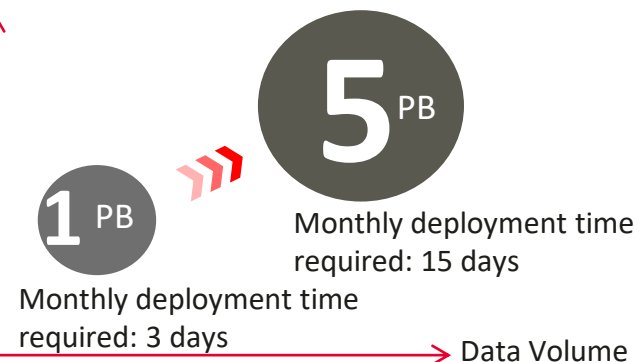 5 PB
Monthly deployment time
required: 15 days
1 PB
Monthly deployment time
required: 3 days
Data Volume